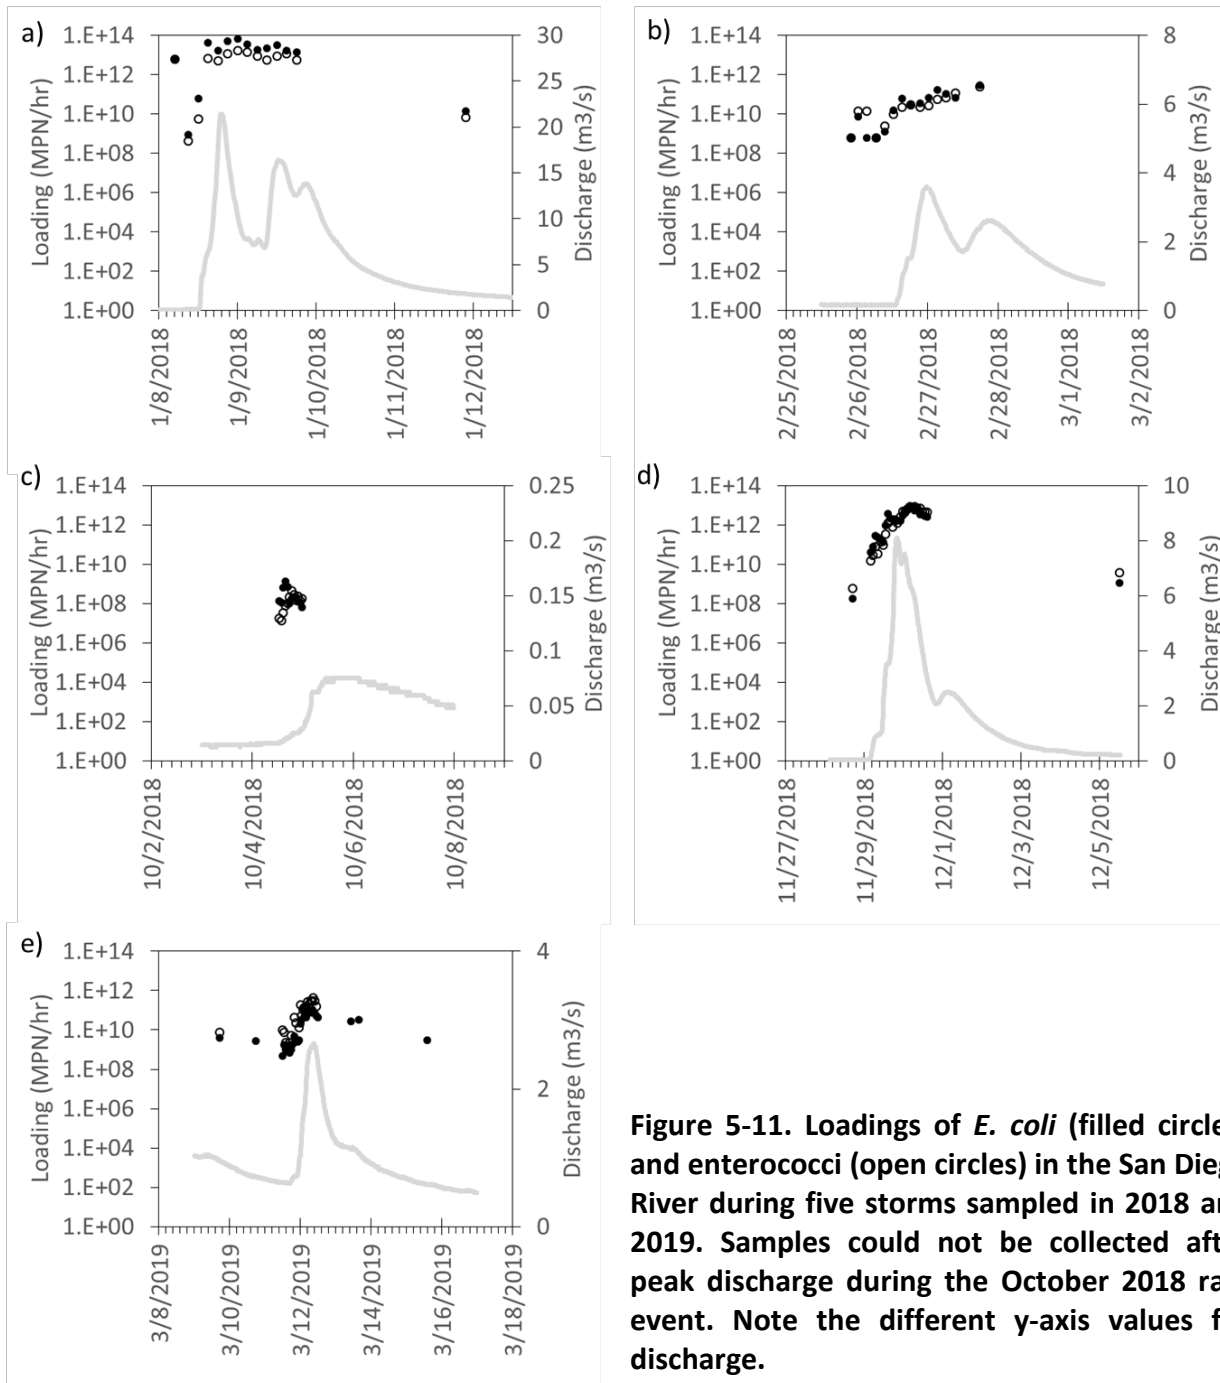 a)
1.E+14
1.E+12
1.E+10
1.E+08
1.E+06
1.E+04
1.E+02
1.E+00
Loading (MPN/hr)
30
25
20
15
10
5
0
Discharge (m3/s)
1/8/2018
1/9/2018
1/10/2018
1/11/2018
1/12/2018
b)
1.E+14
1.E+12
1.E+10
1.E+08
1.E+06
1.E+04
1.E+02
1.E+00
Loading (MPN/hr)
8
6
4
2
0
Discharge (m3/s)
2/25/2018
2/26/2018
2/27/2018
2/28/2018
3/1/2018
3/2/2018
c)
1.E+14
1.E+12
1.E+10
1.E+08
1.E+06
1.E+04
1.E+02
1.E+00
Loading (MPN/hr)
0.25
0.2
0.15
0.1
0.05
0
Discharge (m3/s)
10/2/2018
10/4/2018
10/6/2018
10/8/2018
d)
1.E+14
1.E+12
1.E+10
1.E+08
1.E+06
1.E+04
1.E+02
1.E+00
Loading (MPN/hr)
10
8
6
4
2
0
Discharge (m3/s)
11/27/2018
11/29/2018
12/1/2018
12/3/2018
12/5/2018
e)
1.E+14
1.E+12
1.E+10
1.E+08
1.E+06
1.E+04
1.E+02
1.E+00
Loading (MPN/hr)
4
2
0
Discharge (m3/s)
3/8/2019
3/10/2019
3/12/2019
3/14/2019
3/16/2019
3/18/2019
Figure 5-11. Loadings of E. coli (filled circle
and enterococci (open circles) in the San Dieg
River during five storms sampled in 2018 an
2019. Samples could not be collected aft
peak discharge during the October 2018 ra
event. Note the different y-axis values f
discharge.